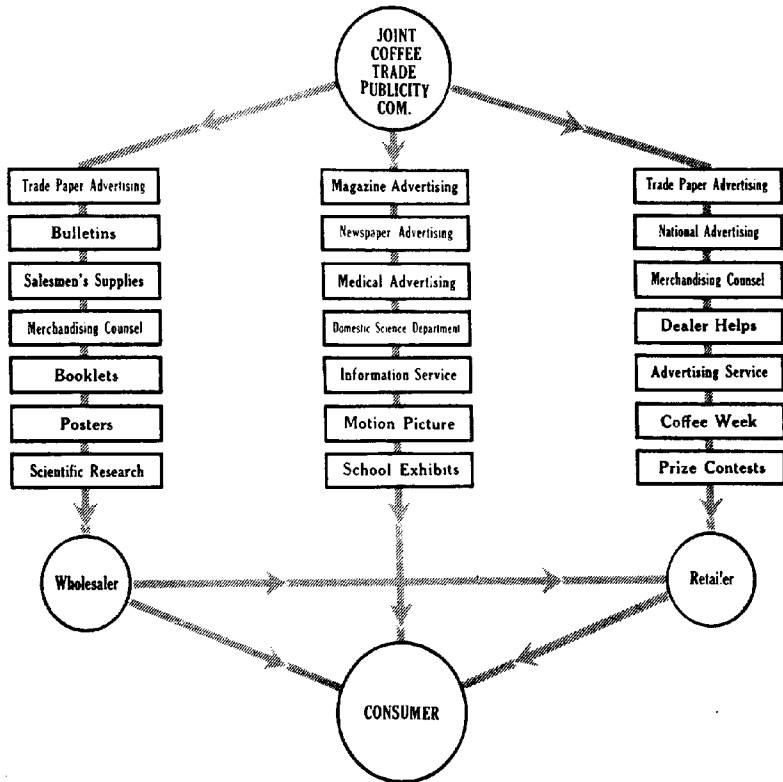 JOINT
COFFEE
TRADE
PUBLICITY
COM.
Trade Paper Advertising
Bulletins
Salesmen's Supplies
Merchandising Counsel
Booklets
Posters
Scientific Research
Magazine Advertising
Newspaper Advertising
Medical Advertising
Domestic Science Department
Information Service
Motion Picture
School Exhibits
Trade Paper Advertising
National Advertising
Merchandising Counsel
Dealer Helps
Advertising Service
Coffee Week
Prize Contests
Wholesaler
Retailer
CONSUMER